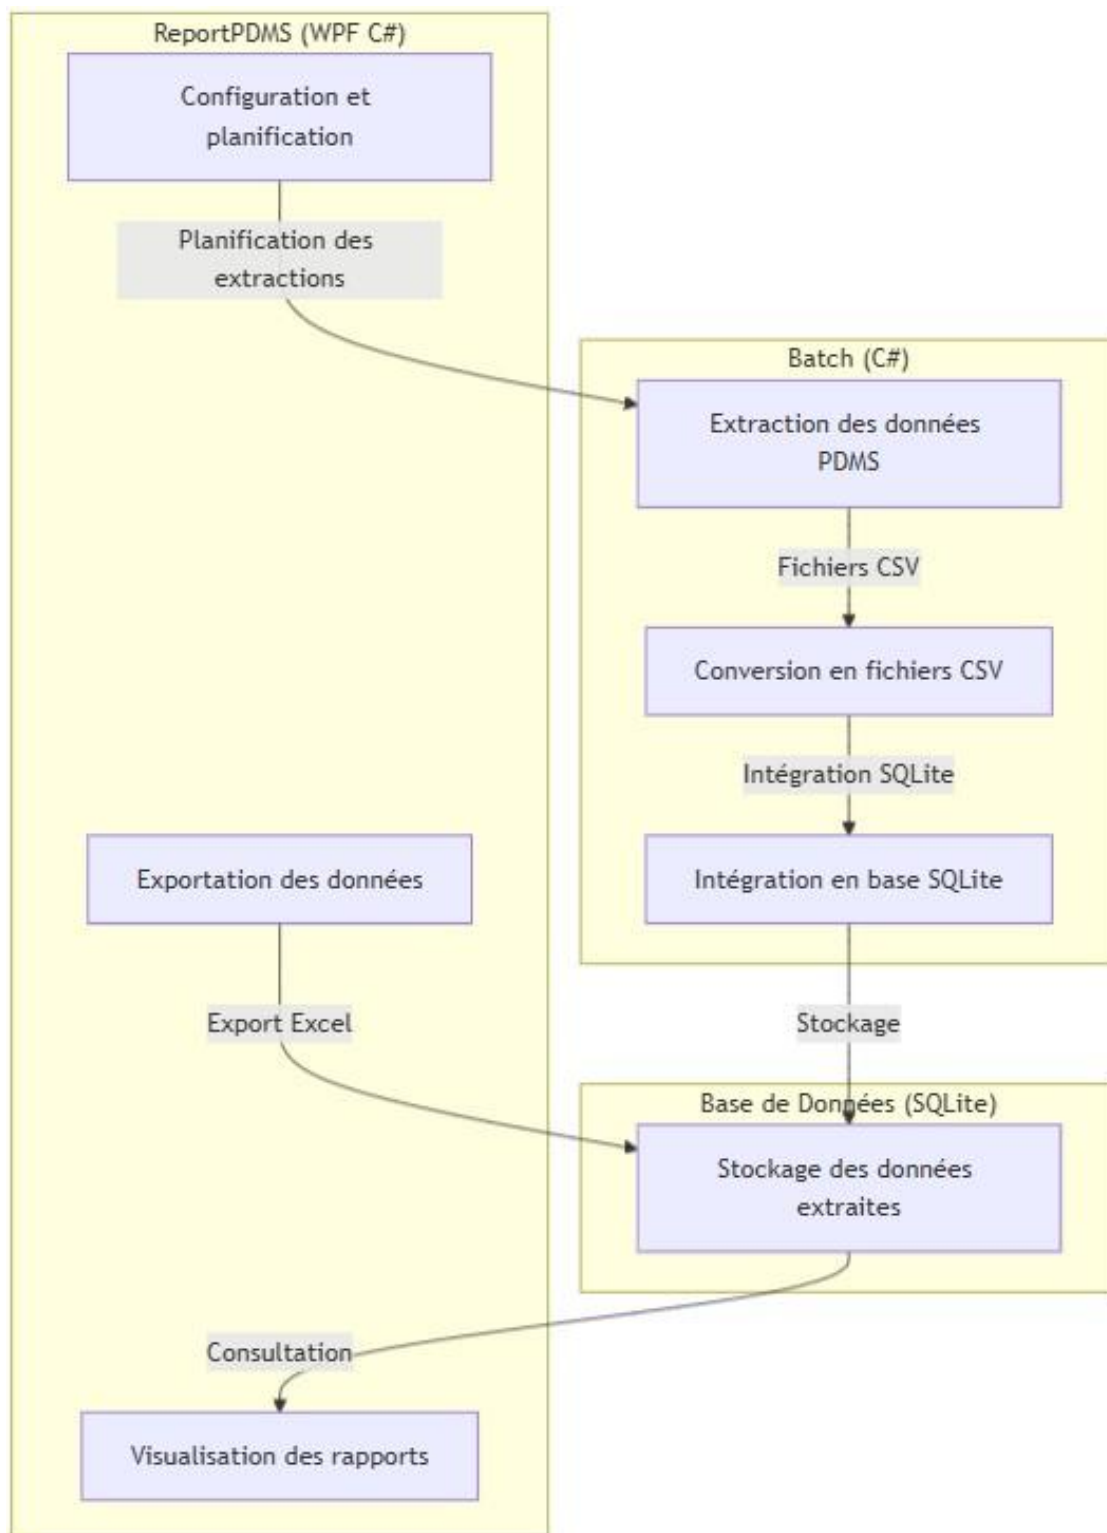 ReportPDMS (WPF C#)
Configuration et
planification
Planification des
extractions
Batch (C#)
Extraction des données
PDMS
Fichiers CSV
Conversion en fichiers CSV
Intégration SQLite
Exportation des données
Intégration en base SQLite
Export Excel
Stockage
Base de Données (SQLite)
Stockage des données
extraites
Consultation
Visualisation des rapports